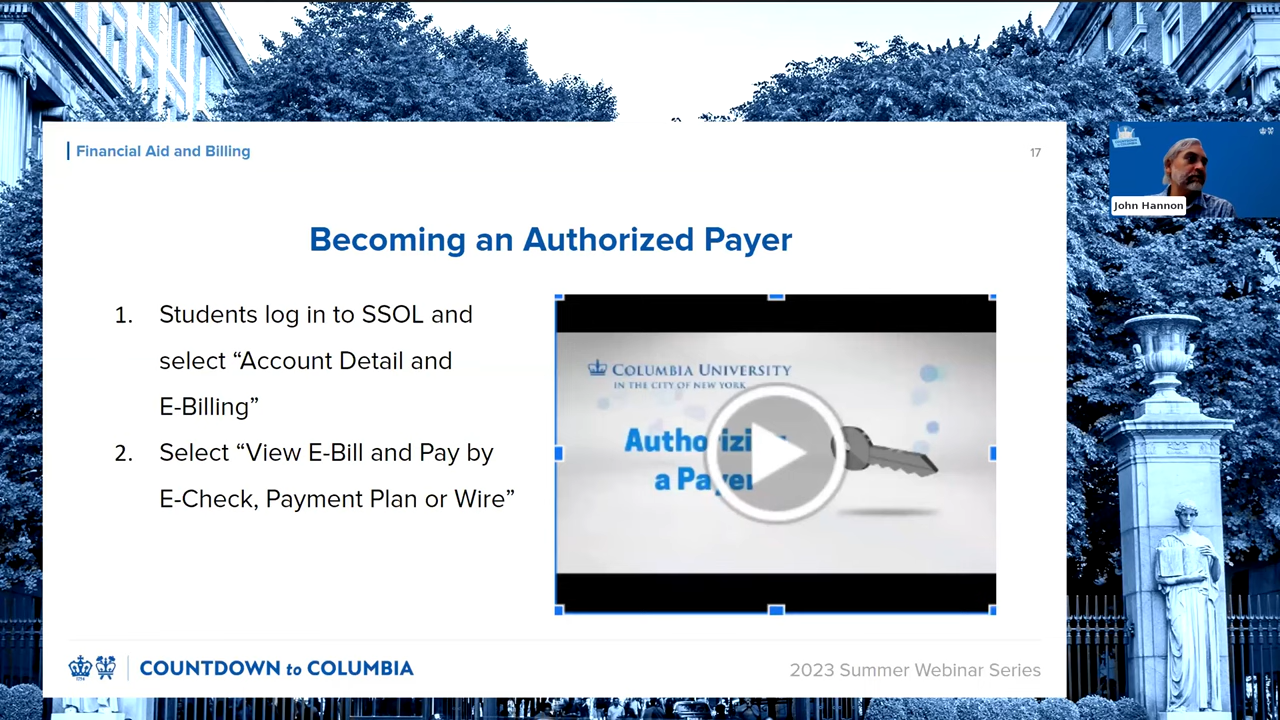 Financial Aid and Billing
17
Becoming an Authorized Payer
1. Students log in to SSOL and
select “Account Detail and
E-Billing”
2. Select “View E-Bill and Pay by
E-Check, Payment Plan or Wire”
COLUMBIA UNIVERSITY
IN THE CITY OF NEW YORK
a
John Hannon
COUNTDOWN to COLUMBIA
2023 Summer Webinar Series